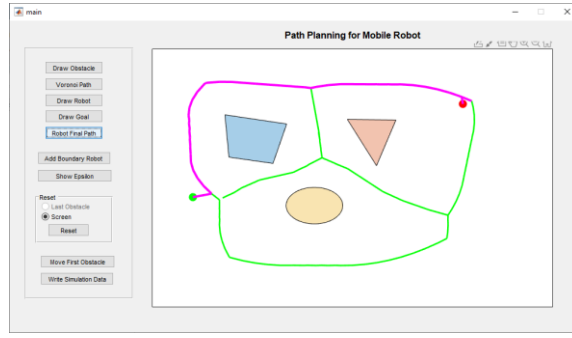 main
Path Planning for Mobile Robot
Draw Obstacle
Voronoi Path
Draw Robot
Draw Goal
Robot Final Path
Add Boundary Robot
Show Epsilon
Reset
Last Obstacle
Screen
Reset
Move First Obstacle
Write Simulation Data